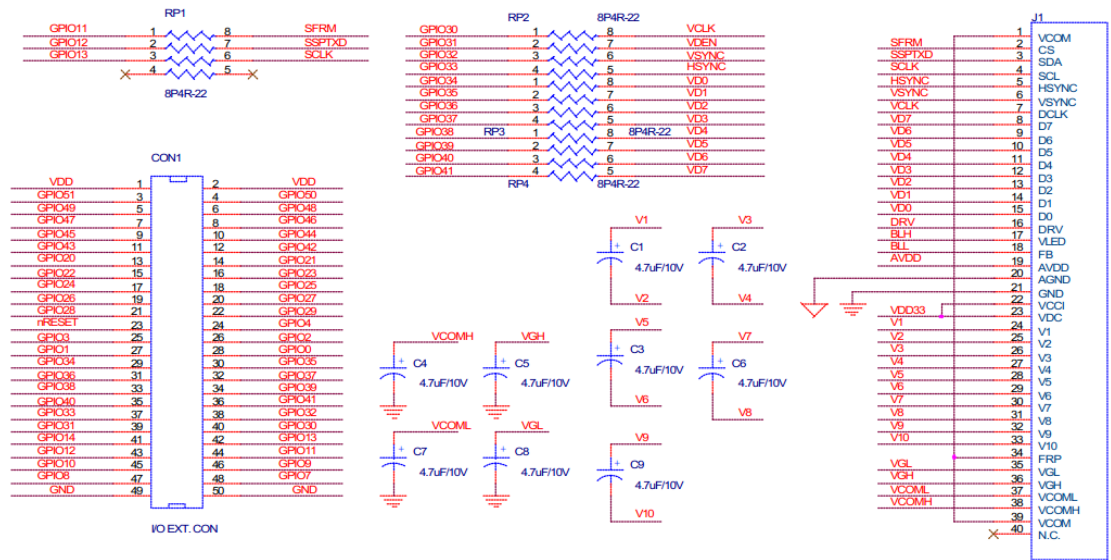 RP1
GPIO11 1 8 SFRM
GPIO12 2 7 SSPTXD
GPIO13 3 6 SCLK
4 5
8P4R-22
RP2 8P4R-22
GPIO30 1 8 VCLK
GPIO31 2 7 VDEN
GPIO32 3 6 VSYNC
GPIO33 4 5 HSYNC
GPIO34 1 8 VD0
GPIO35 2 7 VD1
GPIO36 3 6 VD2
GPIO37 4 5 VD3
GPIO38 RP3 1 8 8P4R-22 VD4
GPIO39 2 7 VD5
GPIO40 3 6 VD6
GPIO41 4 5 VD7
RP4 8P4R-22
CON1
VDD 1 2 VDD
GPIO51 3 4 GPIO50
GPIO49 5 6 GPIO48
GPIO47 7 8 GPIO46
GPIO45 9 10 GPIO44
GPIO43 11 12 GPIO42
GPIO20 13 14 GPIO21
GPIO22 15 16 GPIO23
GPIO24 17 18 GPIO25
GPIO26 19 20 GPIO27
GPIO28 21 22 GPIO29
nRESET 23 24 GPIO4
GPIO3 25 26 GPIO2
GPIO1 27 28 GPIO0
GPIO34 29 30 GPIO35
GPIO36 31 32 GPIO37
GPIO38 33 34 GPIO39
GPIO40 35 36 GPIO41
GPIO33 37 38 GPIO32
GPIO31 39 40 GPIO30
GPIO14 41 42 GPIO13
GPIO12 43 44 GPIO11
GPIO10 45 46 GPIO9
GPIO8 47 48 GPIO7
GND 49 50 GND
I/O EXT. CON
V1
C1
4.7uF/10V
V2
V3
C2
4.7uF/10V
V4
V5
C3
4.7uF/10V
V6
V7
C6
4.7uF/10V
V8
VCOMH
C4
4.7uF/10V
VGH
C5
4.7uF/10V
VCOML
C7
4.7uF/10V
VGL
C8
4.7uF/10V
V9
C9
4.7uF/10V
V10
J1
1 VCOM
SFRM 2 CS
SSPTXD 3 SDA
SCLK 4 SCL
HSYNC 5 HSYNC
VSYNC 6 VSYNC
VCLK 7 DCLK
VD7 8 D7
VD6 9 D6
VD5 10 D5
VD4 11 D4
VD3 12 D3
VD2 13 D2
VD1 14 D1
VD0 15 D0
DRV 16 DRV
BLH 17 VLED
BLL 18 FB
AVDD 19 AVDD
20 AGND
21 GND
22 VCCI
VDD33 23 VDC
V1 24 V1
V2 25 V2
V3 26 V3
V4 27 V4
V5 28 V5
V6 29 V6
V7 30 V7
V8 31 V8
V9 32 V9
V10 33 V10
34 FRP
VGL 35 VGL
VGH 36 VGH
VCOML 37 VCOML
VCOMH 38 VCOMH
39 VCOM
40 N.C.